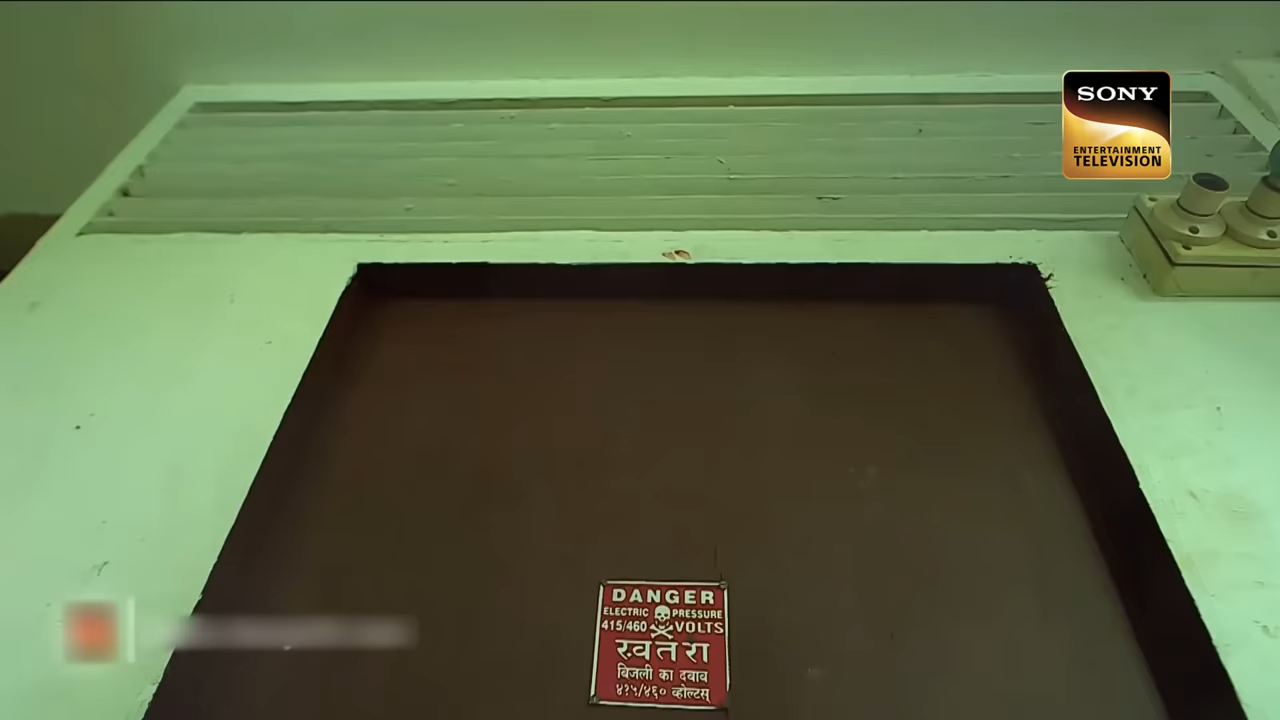 SONY
ENTERTAINMENT
TELEVISION
DANGER
ELECTRIC PRESSURE
415/460 VOLTS
खतरा
बिजली का दबाव
४१५/४६० व्होल्टस्